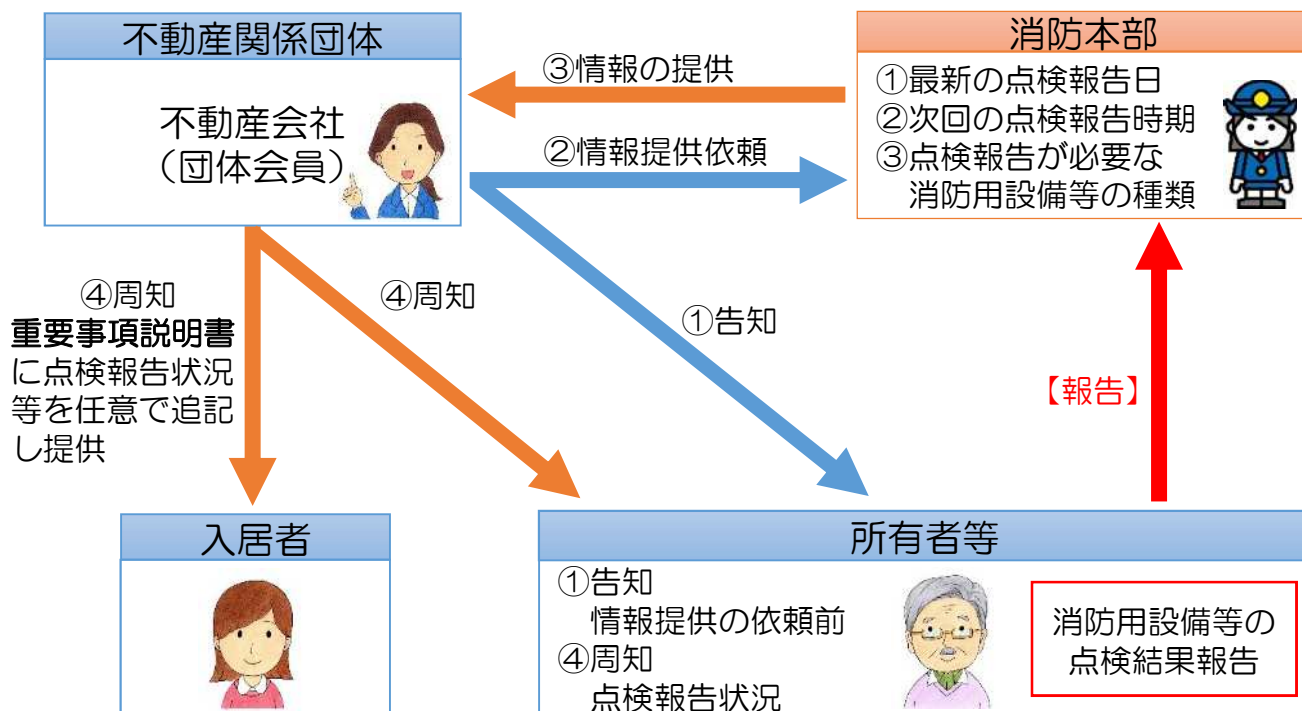 不動産関係団体
不動産会社
（団体会員）
③情報の提供
②情報提供依頼
消防本部
①最新の点検報告日
②次回の点検報告時期
③点検報告が必要な
消防用設備等の種類
④周知
重要事項説明書
に点検報告状況
等を任意で追記
し提供
④周知
①告知
【報告】
入居者
所有者等
①告知
情報提供の依頼前
④周知
点検報告状況
消防用設備等の
点検結果報告